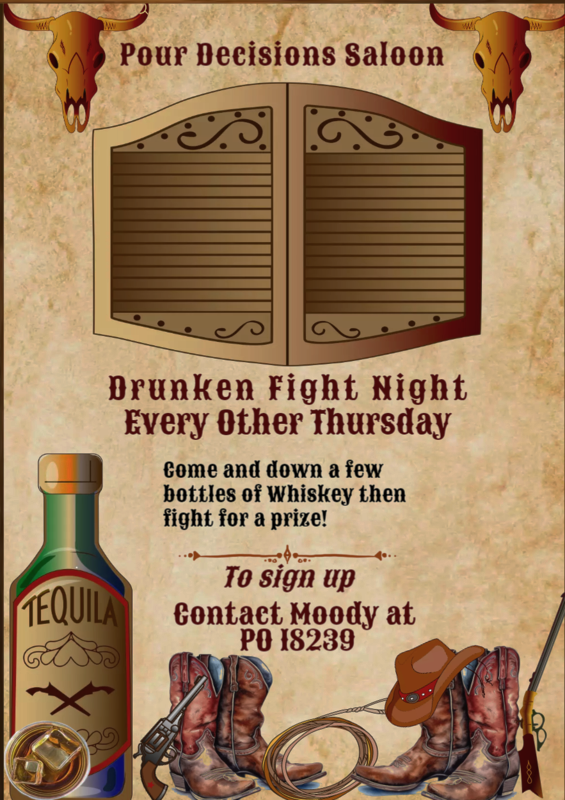 Pour Decisions Saloon
Drunken Fight Night
Every Other Thursday
Come and down a few
bottles of Whiskey then
fight for a prize!
To sign up
Contact Moody at
PO 18239
TEQUILA